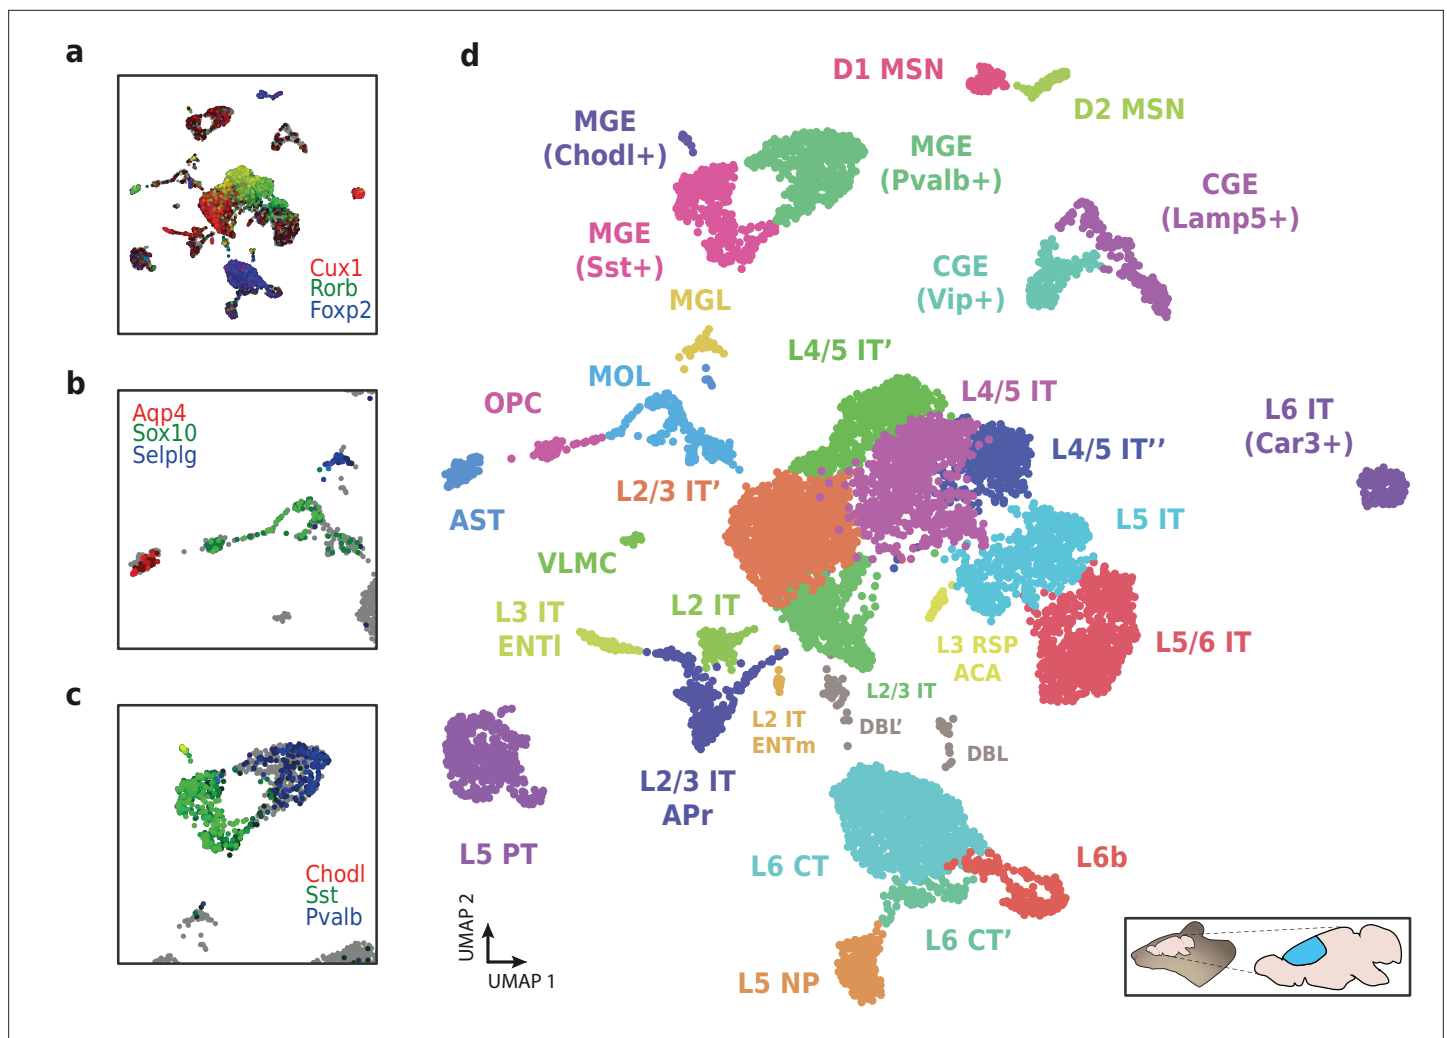 a
Cux1
Rorb
Foxp2
b
Aqp4
Sox10
Selplg
c
Chodl
Sst
Pvalb
d
D1 MSN
D2 MSN
MGE
(Chodl+)
MGE
(Pvalb+)
CGE
(Lamp5+)
MGE
(Sst+)
CGE
(Vip+)
MGL
L4/5 IT’
MOL
L4/5 IT
OPC
L6 IT
(Car3+)
L4/5 IT’’
L2/3 IT’
AST
L5 IT
VLMC
L3 IT
ENTl
L2 IT
L3 RSP
ACA
L5/6 IT
L2/3 IT
L2 IT
ENTm
DBL’
DBL
L2/3 IT
APr
L5 PT
L6 CT
L6b
L6 CT’
L5 NP
UMAP 2
UMAP 1